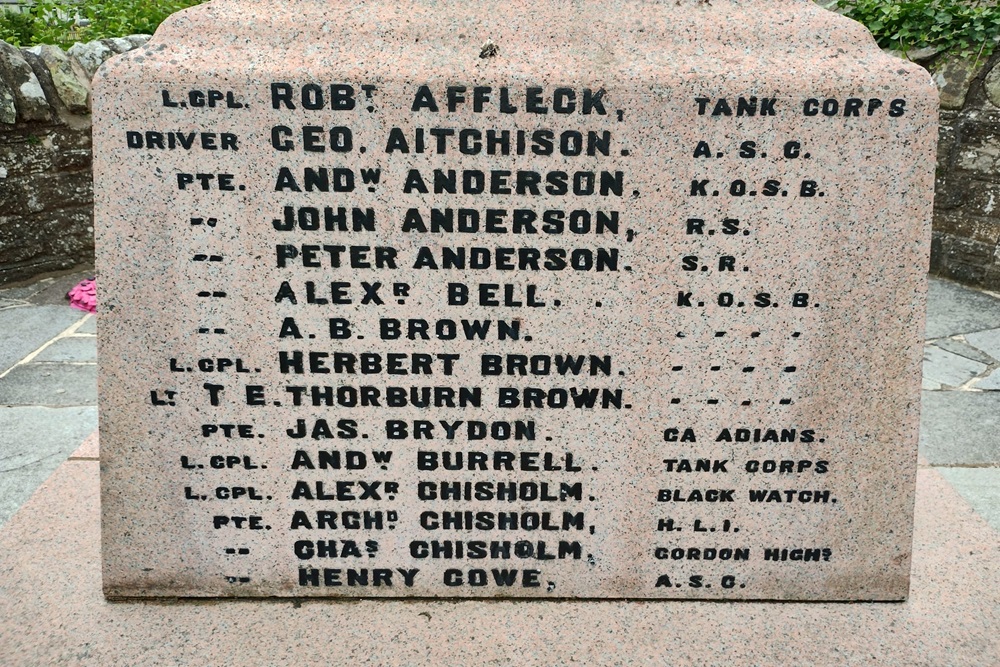 L.CPL. ROBT AFFLECK, TANK CORPS
DRIVER GEO. AITCHISON. A. S. C.
PTE. ANDW ANDERSON. K. O. S. B.
-- JOHN ANDERSON, R.S.
-- PETER ANDERSON. S. R.
-- ALEXR BELL. . K. O. S. B.
-- A. B. BROWN. - - - -
L.CPL. HERBERT BROWN. - - - -
LT T E. THORBURN BROWN. - - - -
PTE. JAS. BRYDON. CA ADIANS.
L.CPL. ANDW BURRELL. TANK CORPS
L.CPL. ALEXR CHISHOLM. BLACK WATCH.
PTE. ARCHD CHISHOLM, H. L. I.
-- CHAS CHISHOLM. GORDON HIGHS
-- HENRY COWE, A. S. C.